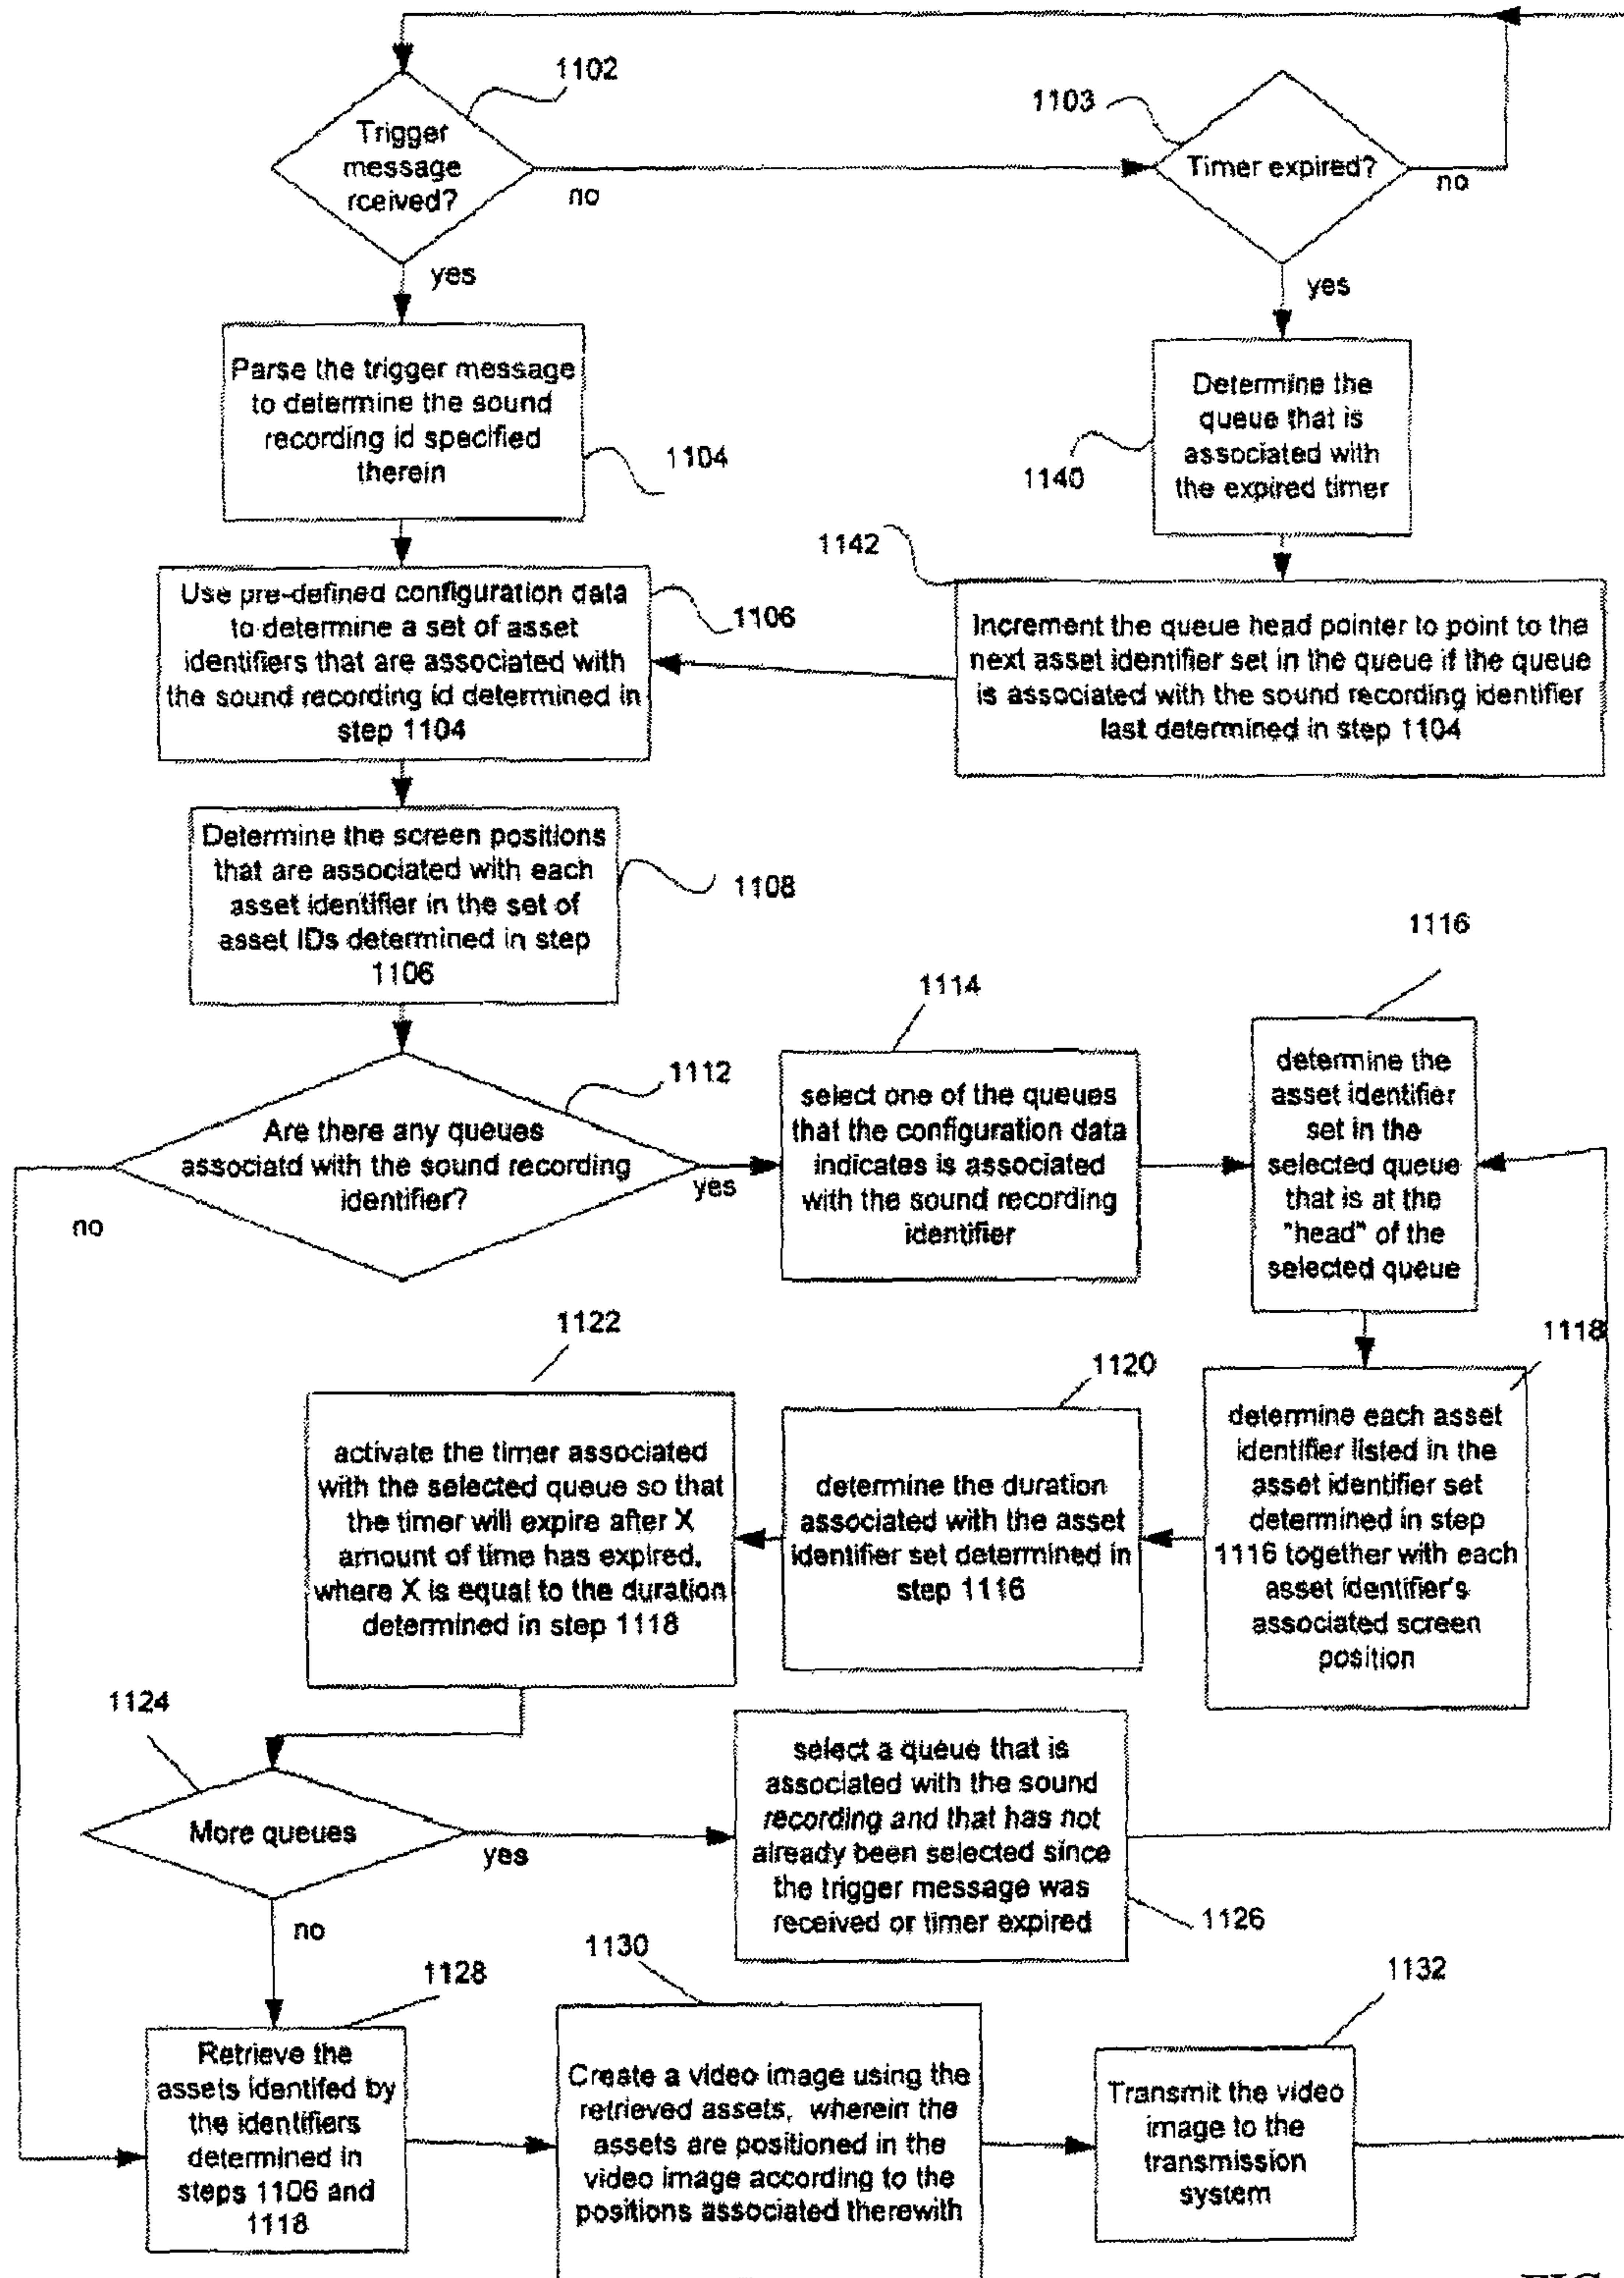 1102
Trigger
message
rceived?
no
yes
1103
Timer expired?
no
yes
Parse the trigger message
to determine the sound
recording id specified
therein
1104
Determine the
queue that is
associated with
the expired timer
1140
1142
Use pre-defined configuration data
to determine a set of asset
identifiers that are associated with
the sound recording id determined in
step 1104
1106
Increment the queue head pointer to point to the
next asset identifier set in the queue if the queue
is associated with the sound recording identifier
last determined in step 1104
Determine the screen positions
that are associated with each
asset identifier in the set of
asset IDs determined in step
1106
1108
1112
Are there any queues
associatd with the sound recording
identifier?
yes
no
1114
select one of the queues
that the configuration data
indicates is associated
with the sound recording
identifier
1116
determine the
asset identifier
set in the
selected queue
that is at the
"head" of the
selected queue
1118
determine each asset
identifier listed in the
asset identifier set
determined in step
1116 together with each
asset identifier's
associated screen
position
1120
determine the duration
associated with the asset
identifier set determined in
step 1116
1122
activate the timer associated
with the selected queue so that
the timer will expire after X
amount of time has expired,
where X is equal to the duration
determined in step 1118
1124
More queues
yes
no
select a queue that is
associated with the sound
recording and that has not
already been selected since
the trigger message was
received or timer expired
1126
1128
Retrieve the
assets identifed by
the identifiers
determined in
steps 1106 and
1118
1130
Create a video image using the
retrieved assets, wherein the
assets are positioned in the
video image according to the
positions associated therewith
1132
Transmit the video
image to the
transmission
system